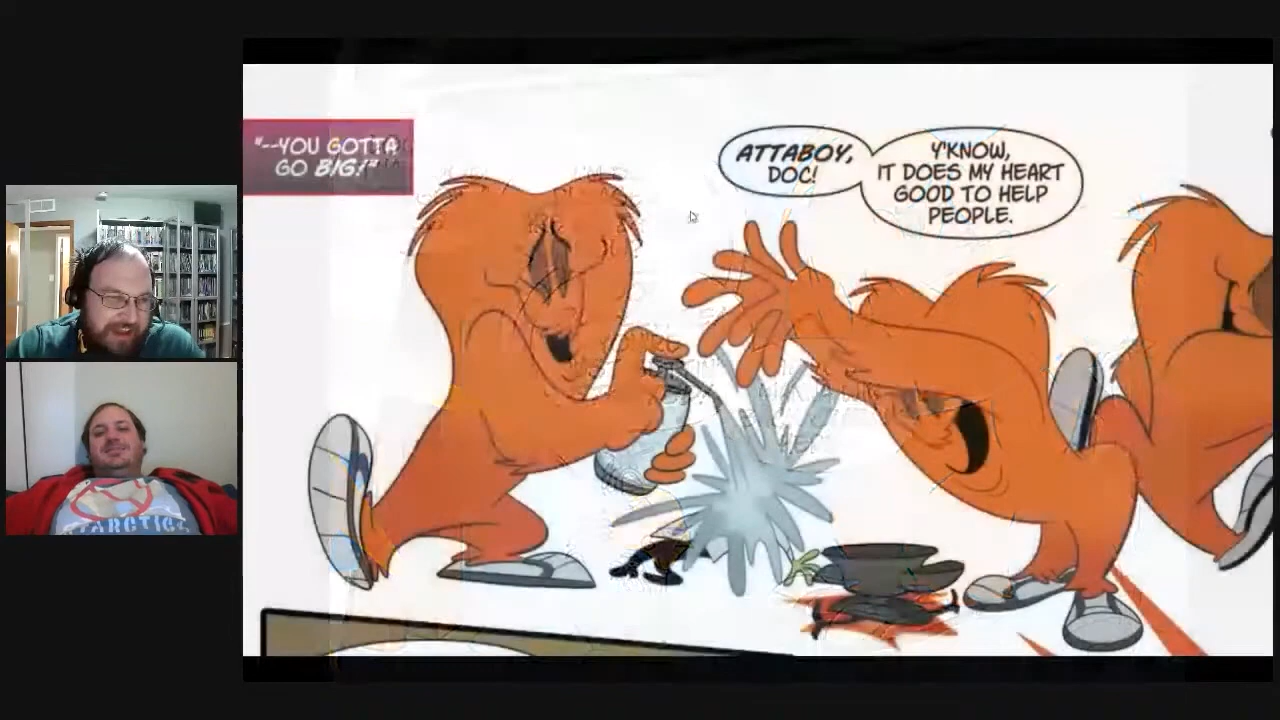 "--YOU GOTTA
GO BIG!"
ATTABOY,
DOC!
Y'KNOW,
IT DOES MY HEART
GOOD TO HELP
PEOPLE.